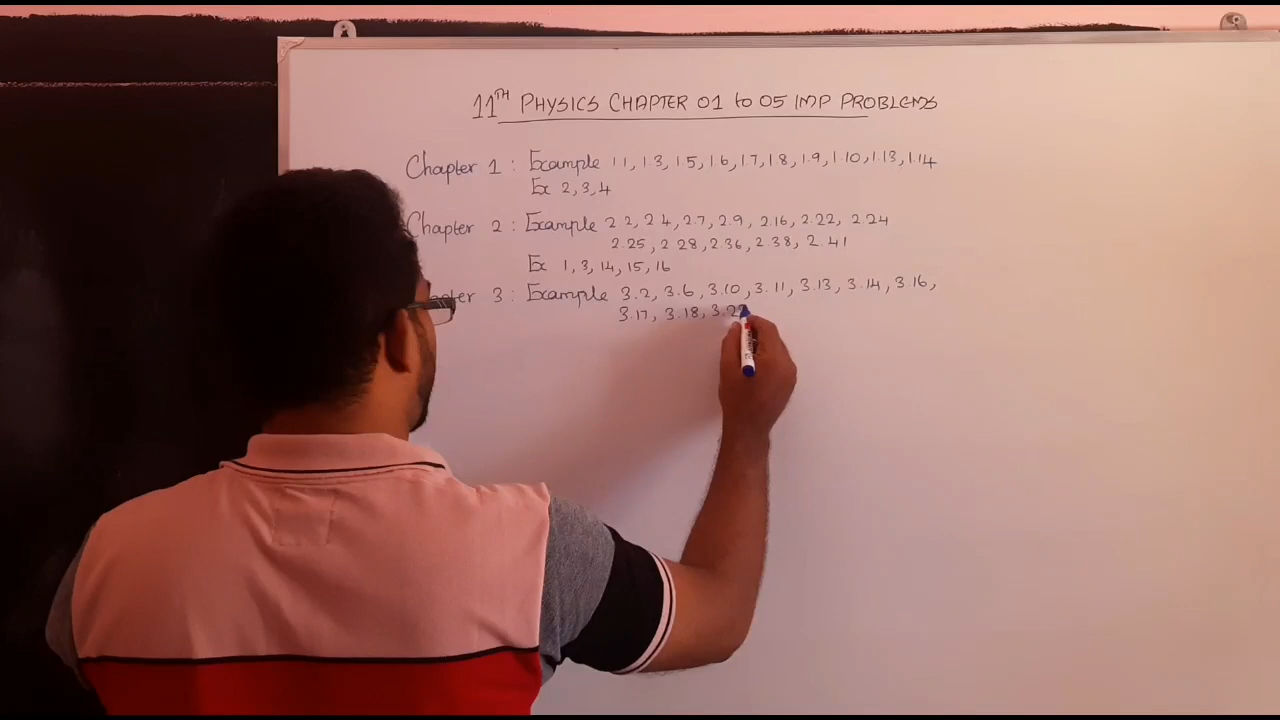 11TH PHYSICS CHAPTER 01 to 05 IMP PROBLEMS
Chapter 1 : Example 1 1, 1.3, 1.5, 1.6, 1.7, 1.8, 1.9, 1.10, 1.13, 1.14
Ex 2, 3, 4
Chapter 2 : Example 2 2, 2 4, 2.7, 2.9, 2.16, 2.22, 2.24
2.25, 2 28, 2.36, 2.38, 2.41
Ex 1, 3, 14, 15, 16
3 : Example 3.2, 3.6, 3.10, 3.11, 3.13, 3.14, 3.16,
3.17, 3.18,